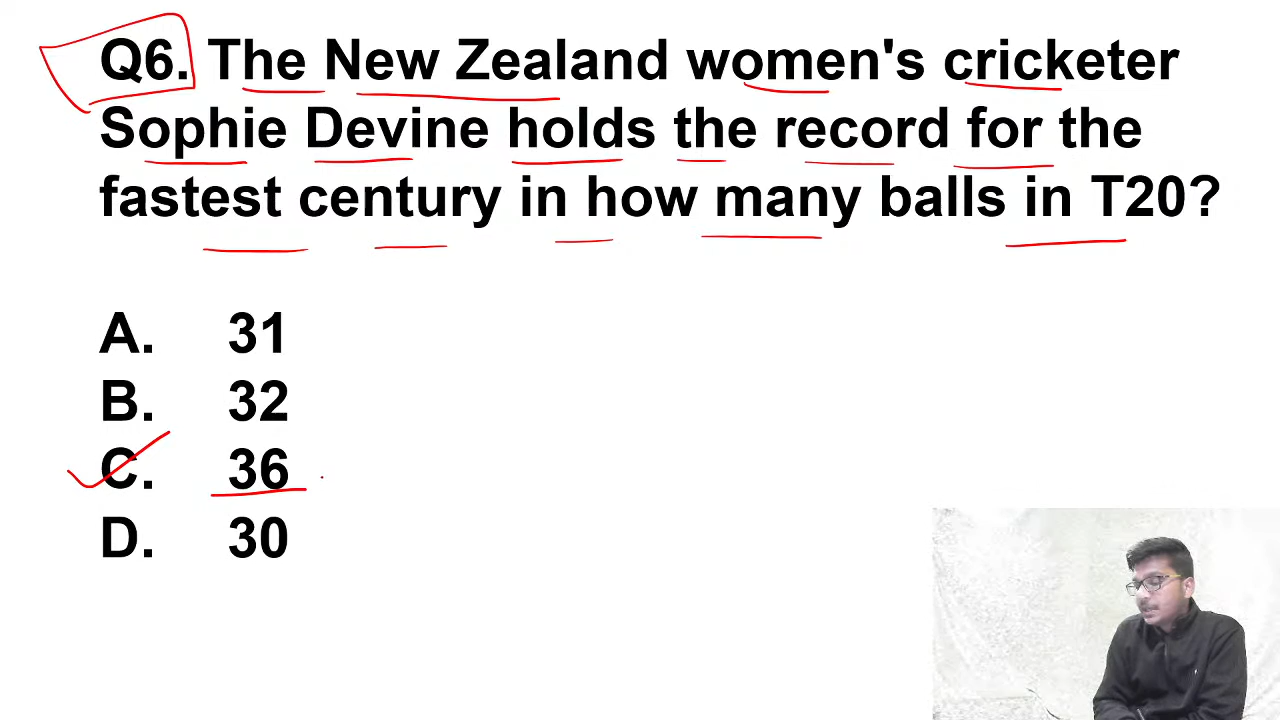 Q6. The New Zealand women's cricketer
Sophie Devine holds the record for the
fastest century in how many balls in T20?
A. 31
B. 32
C. 36
D. 30